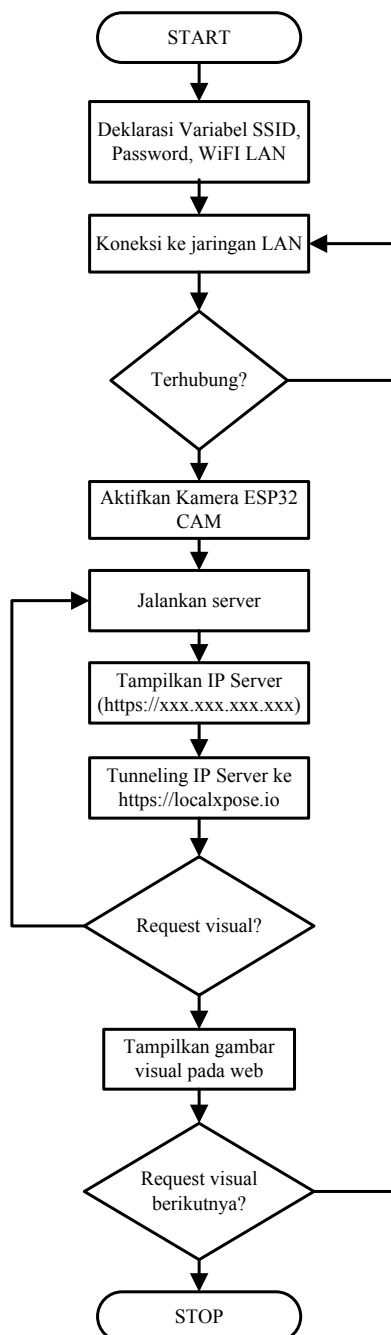 START
Deklarasi Variabel SSID,
Password, WiFI LAN
Koneksi ke jaringan LAN
Terhubung?
Aktifkan Kamera ESP32
CAM
Jalankan server
Tampilkan IP Server
(https://xxx.xxx.xxx.xxx)
Tunneling IP Server ke
https://localxpose.io
Request visual?
Tampilkan gambar
visual pada web
Request visual
berikutnya?
STOP